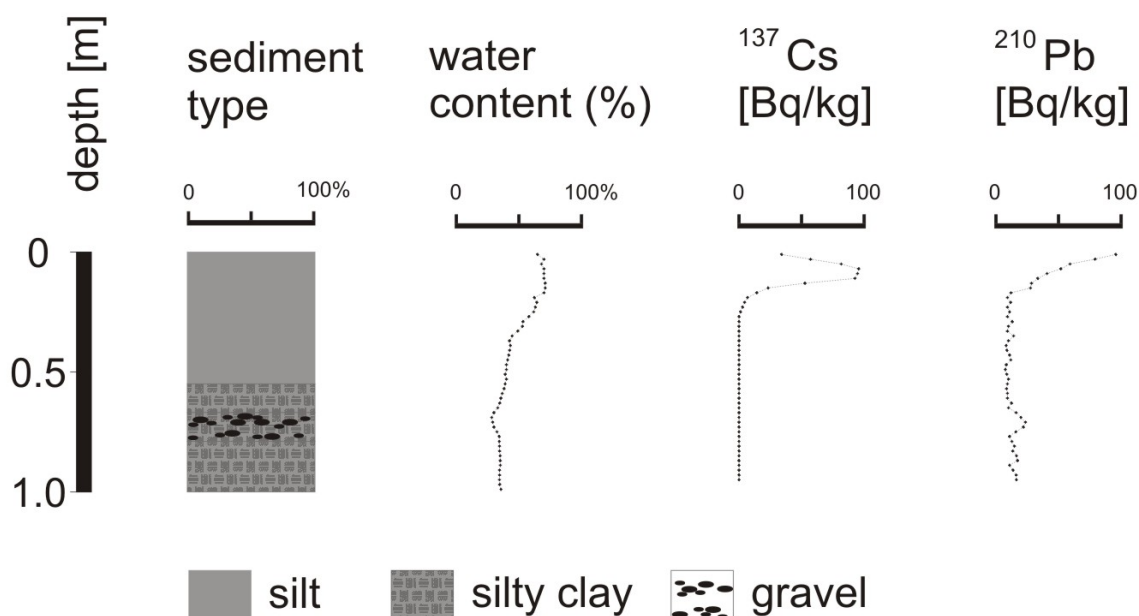 depth [m]
sediment
type
water
content (%)
137 Cs
[Bq/kg]
210 Pb
[Bq/kg]
0 100%
0 100%
0 100
0 100
0
0.5
1.0
silt
silty clay
gravel